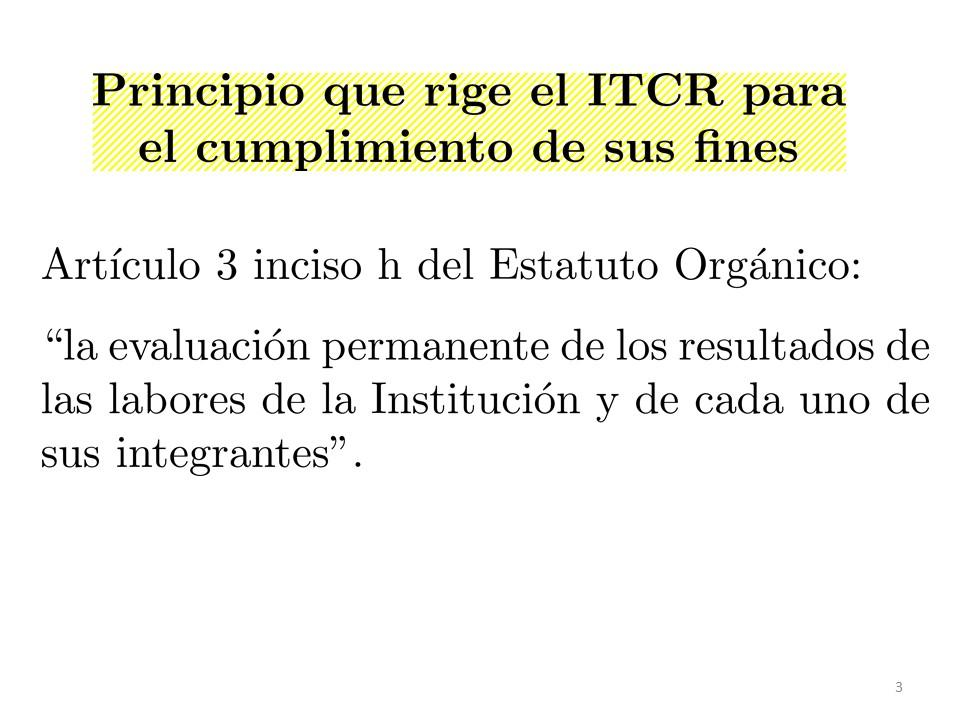 Principio que rige el ITCR para
el cumplimiento de sus fines
Artículo 3 inciso h del Estatuto Orgánico:
“la evaluación permanente de los resultados de
las labores de la Institución y de cada uno de
sus integrantes”.
3